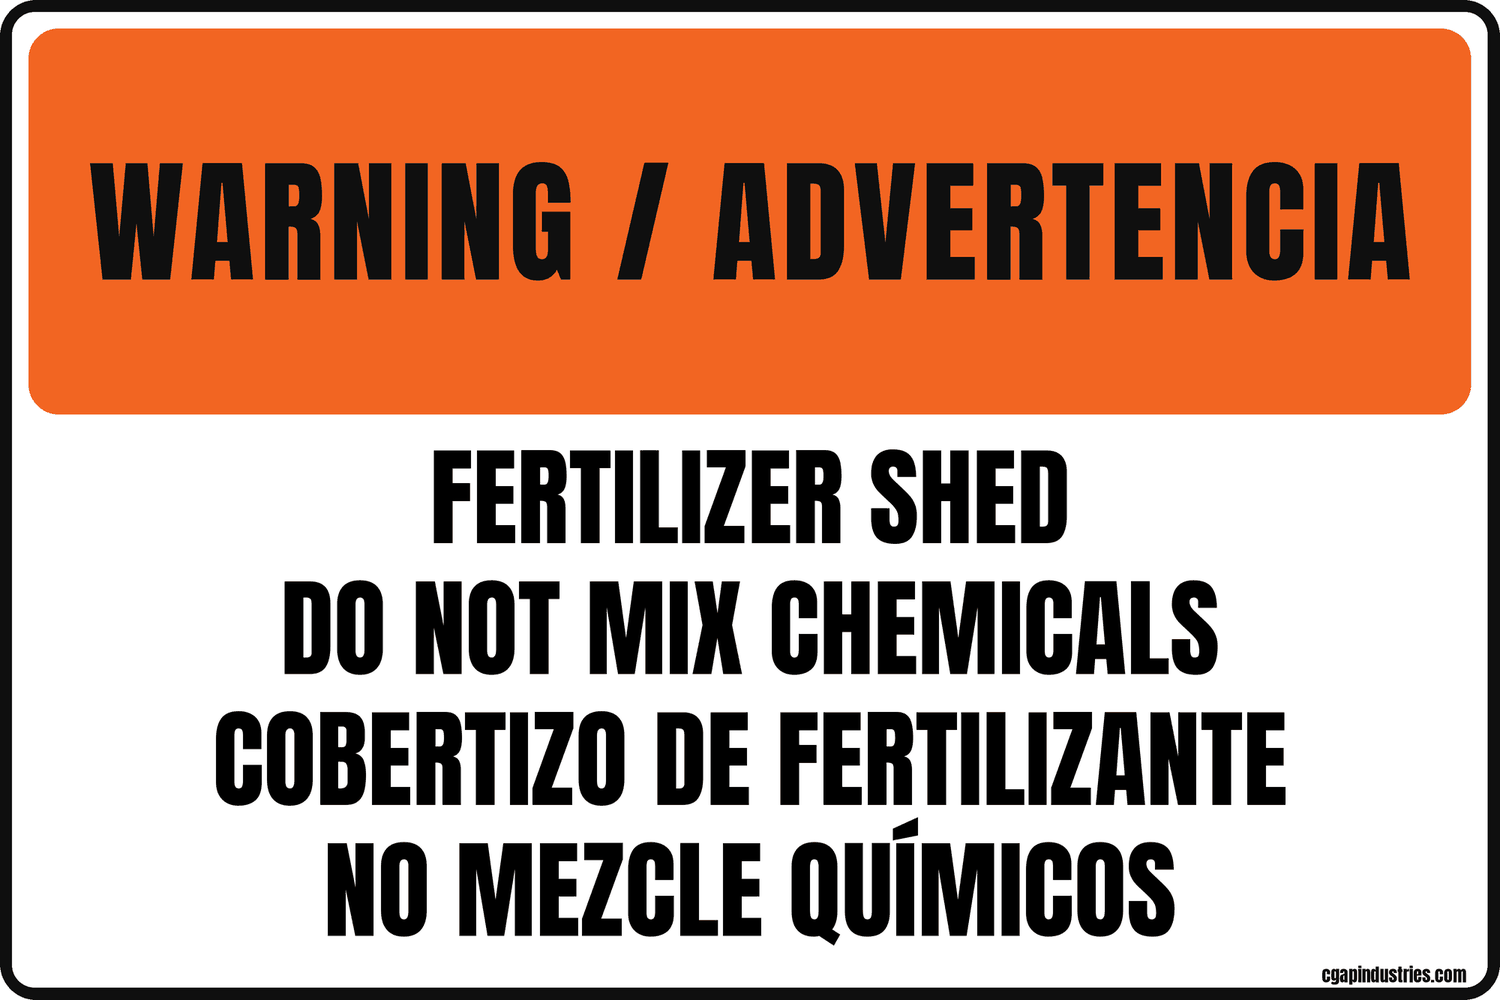 WARNING / ADVERTENCIA
FERTILIZER SHED
DO NOT MIX CHEMICALS
COBERTIZO DE FERTILIZANTE
NO MEZCLE QUÍMICOS
cgapindustries.com